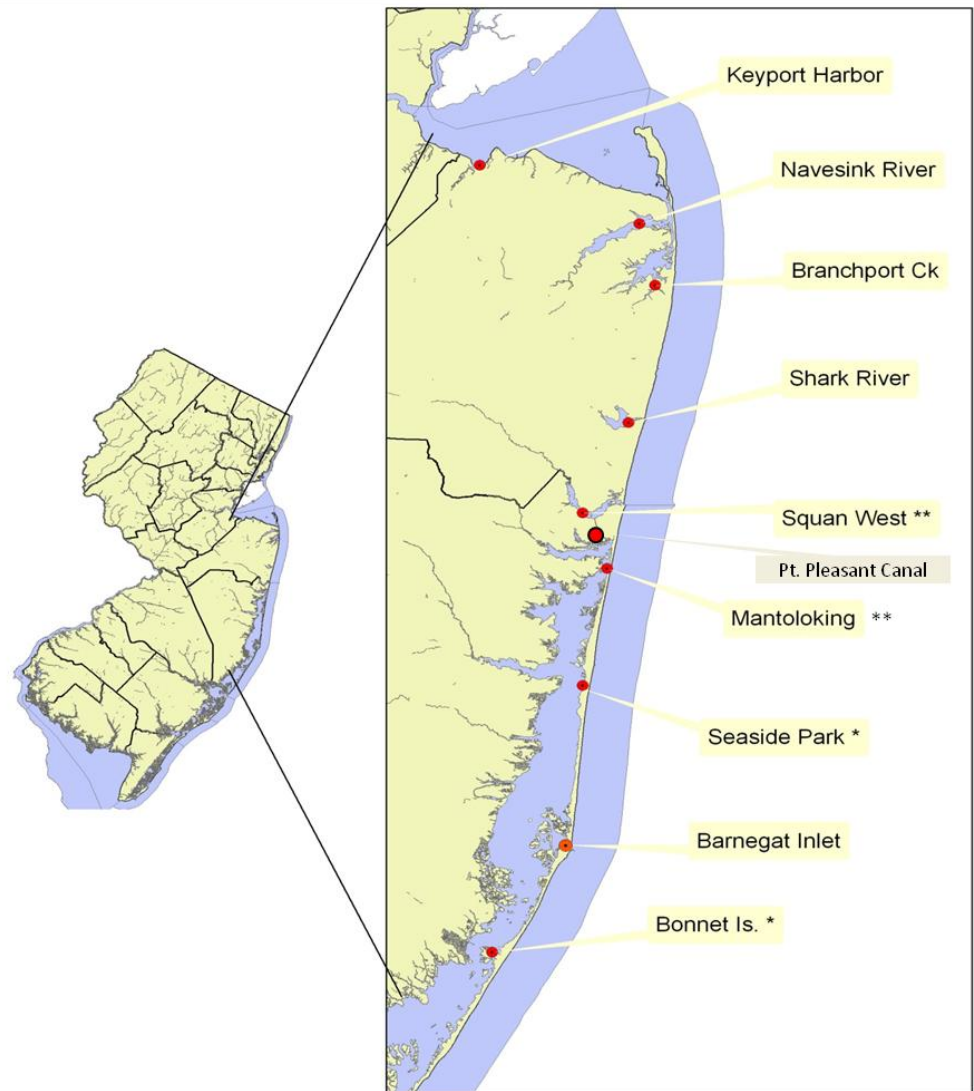 Keyport Harbor
Navesink River
Branchport Ck
Shark River
Squan West **
Pt. Pleasant Canal
Mantoloking **
Seaside Park *
Barnegat Inlet
Bonnet Is. *